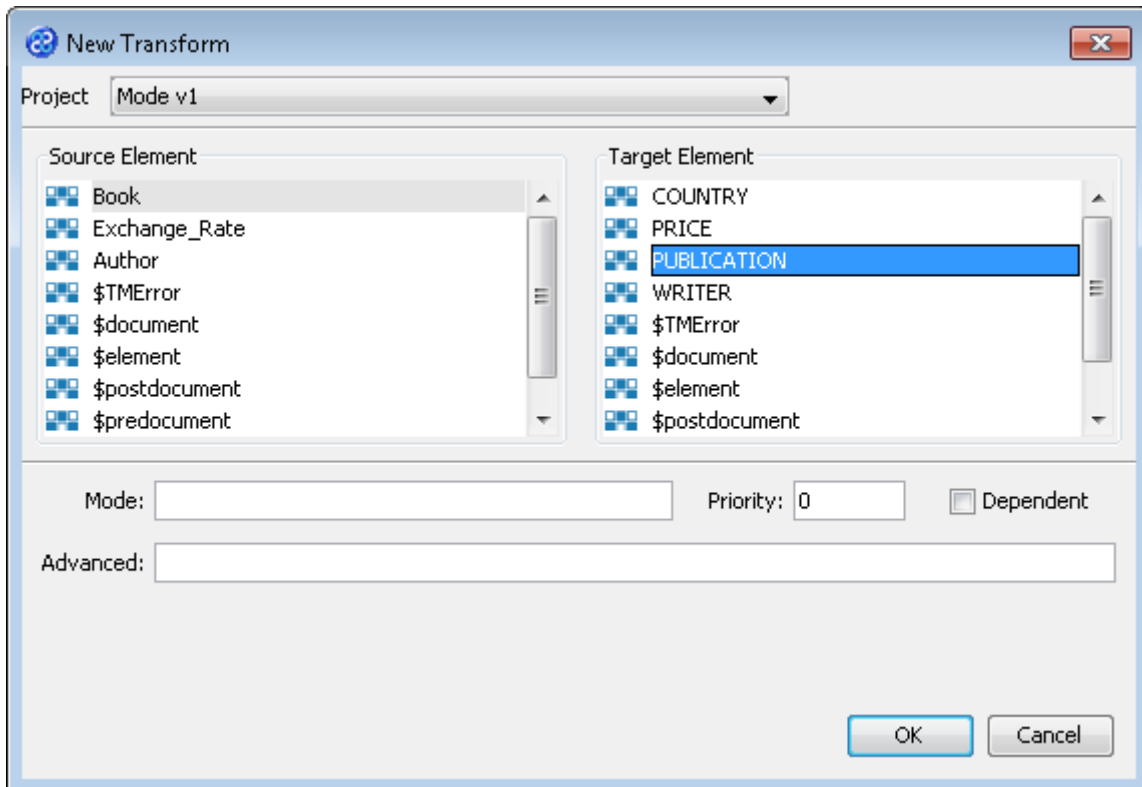 New Transform
Project Mode v1
Source Element
Book
Exchange_Rate
Author
$TMError
$document
$element
$postdocument
$predocument
Target Element
COUNTRY
PRICE
PUBLICATION
WRITER
$TMError
$document
$element
$postdocument
Mode: Priority: 0 Dependent
Advanced:
OK Cancel